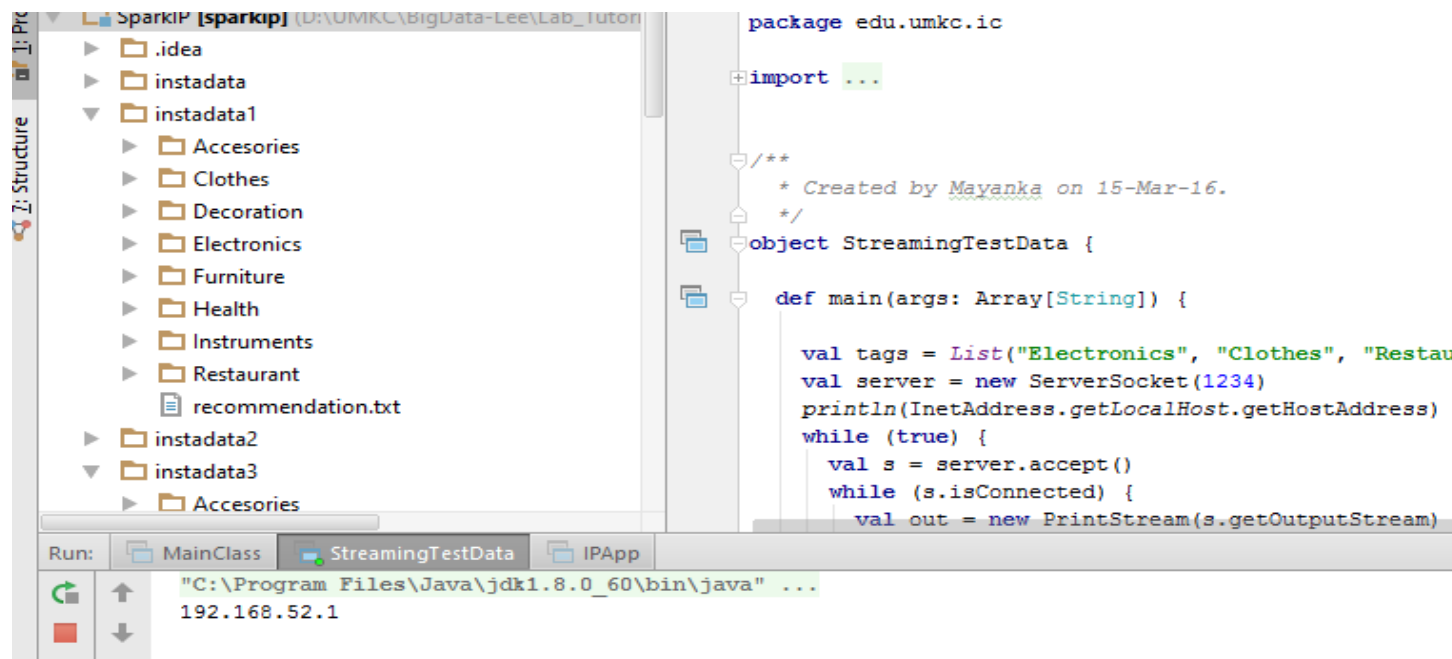 1: Pro
7: Structure
SparkIP [sparkip] (D:\UMKC\BigData-Lee\Lab_Tutori
.idea
instadata
instadata1
Accesories
Clothes
Decoration
Electronics
Furniture
Health
Instruments
Restaurant
recommendation.txt
instadata2
instadata3
Accesories
package edu.umkc.ic
import ...
/**
* Created by Mayanka on 15-Mar-16.
*/
object StreamingTestData {
def main(args: Array[String]) {
val tags = List("Electronics", "Clothes", "Restau
val server = new ServerSocket(1234)
println(InetAddress.getLocalHost.getHostAddress)
while (true) {
val s = server.accept()
while (s.isConnected) {
val out = new PrintStream(s.getOutputStream)
Run: MainClass StreamingTestData IPApp
"C:\Program Files\Java\jdk1.8.0_60\bin\java" ...
192.168.52.1